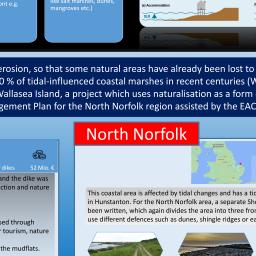 like salt marshes, dunes,
mangroves etc.)
(a) Accommodation
erosion, so that some natural areas have already been lost to
0 % of tidal-influenced coastal marshes in recent centuries (W
Wallasea Island, a project which uses naturalisation as a form
gement Plan for the North Norfolk region assisted by the EAC
North Norfolk
dikes
52 Mio. €
and the dike was
ction and nature
This coastal area is affected by tidal changes and has a tic
in Hunstanton. For the North Norfolk area, a separate Sh
been written, which again divides the area into three fron
use different defences such as dunes, shingle ridges or ea
sed through
r tourism, nature
the mudflats.